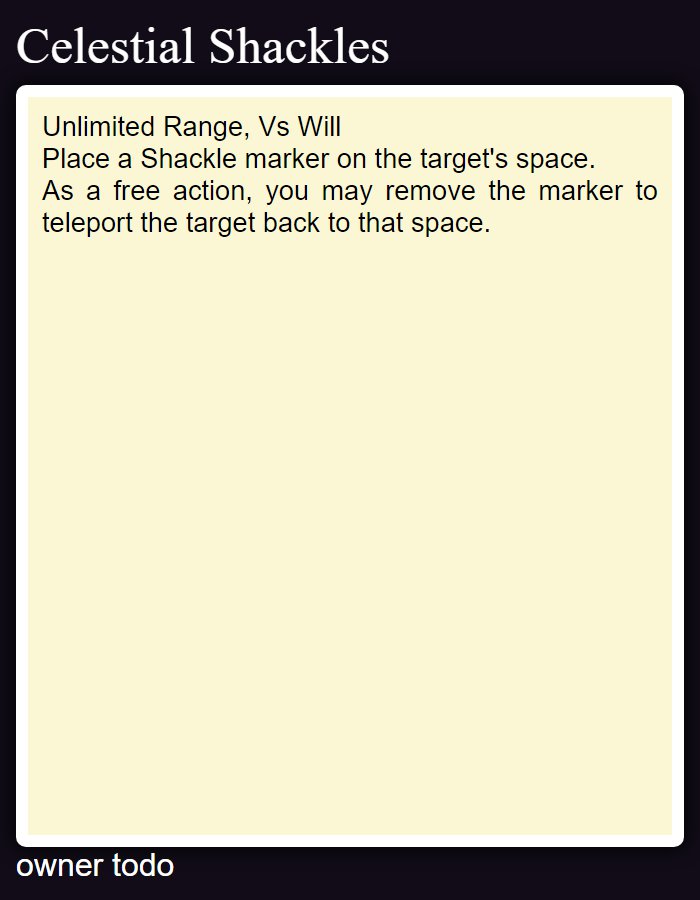 Celestial Shackles
Unlimited Range, Vs Will
Place a Shackle marker on the target's space.
As a free action, you may remove the marker to
teleport the target back to that space.
owner todo